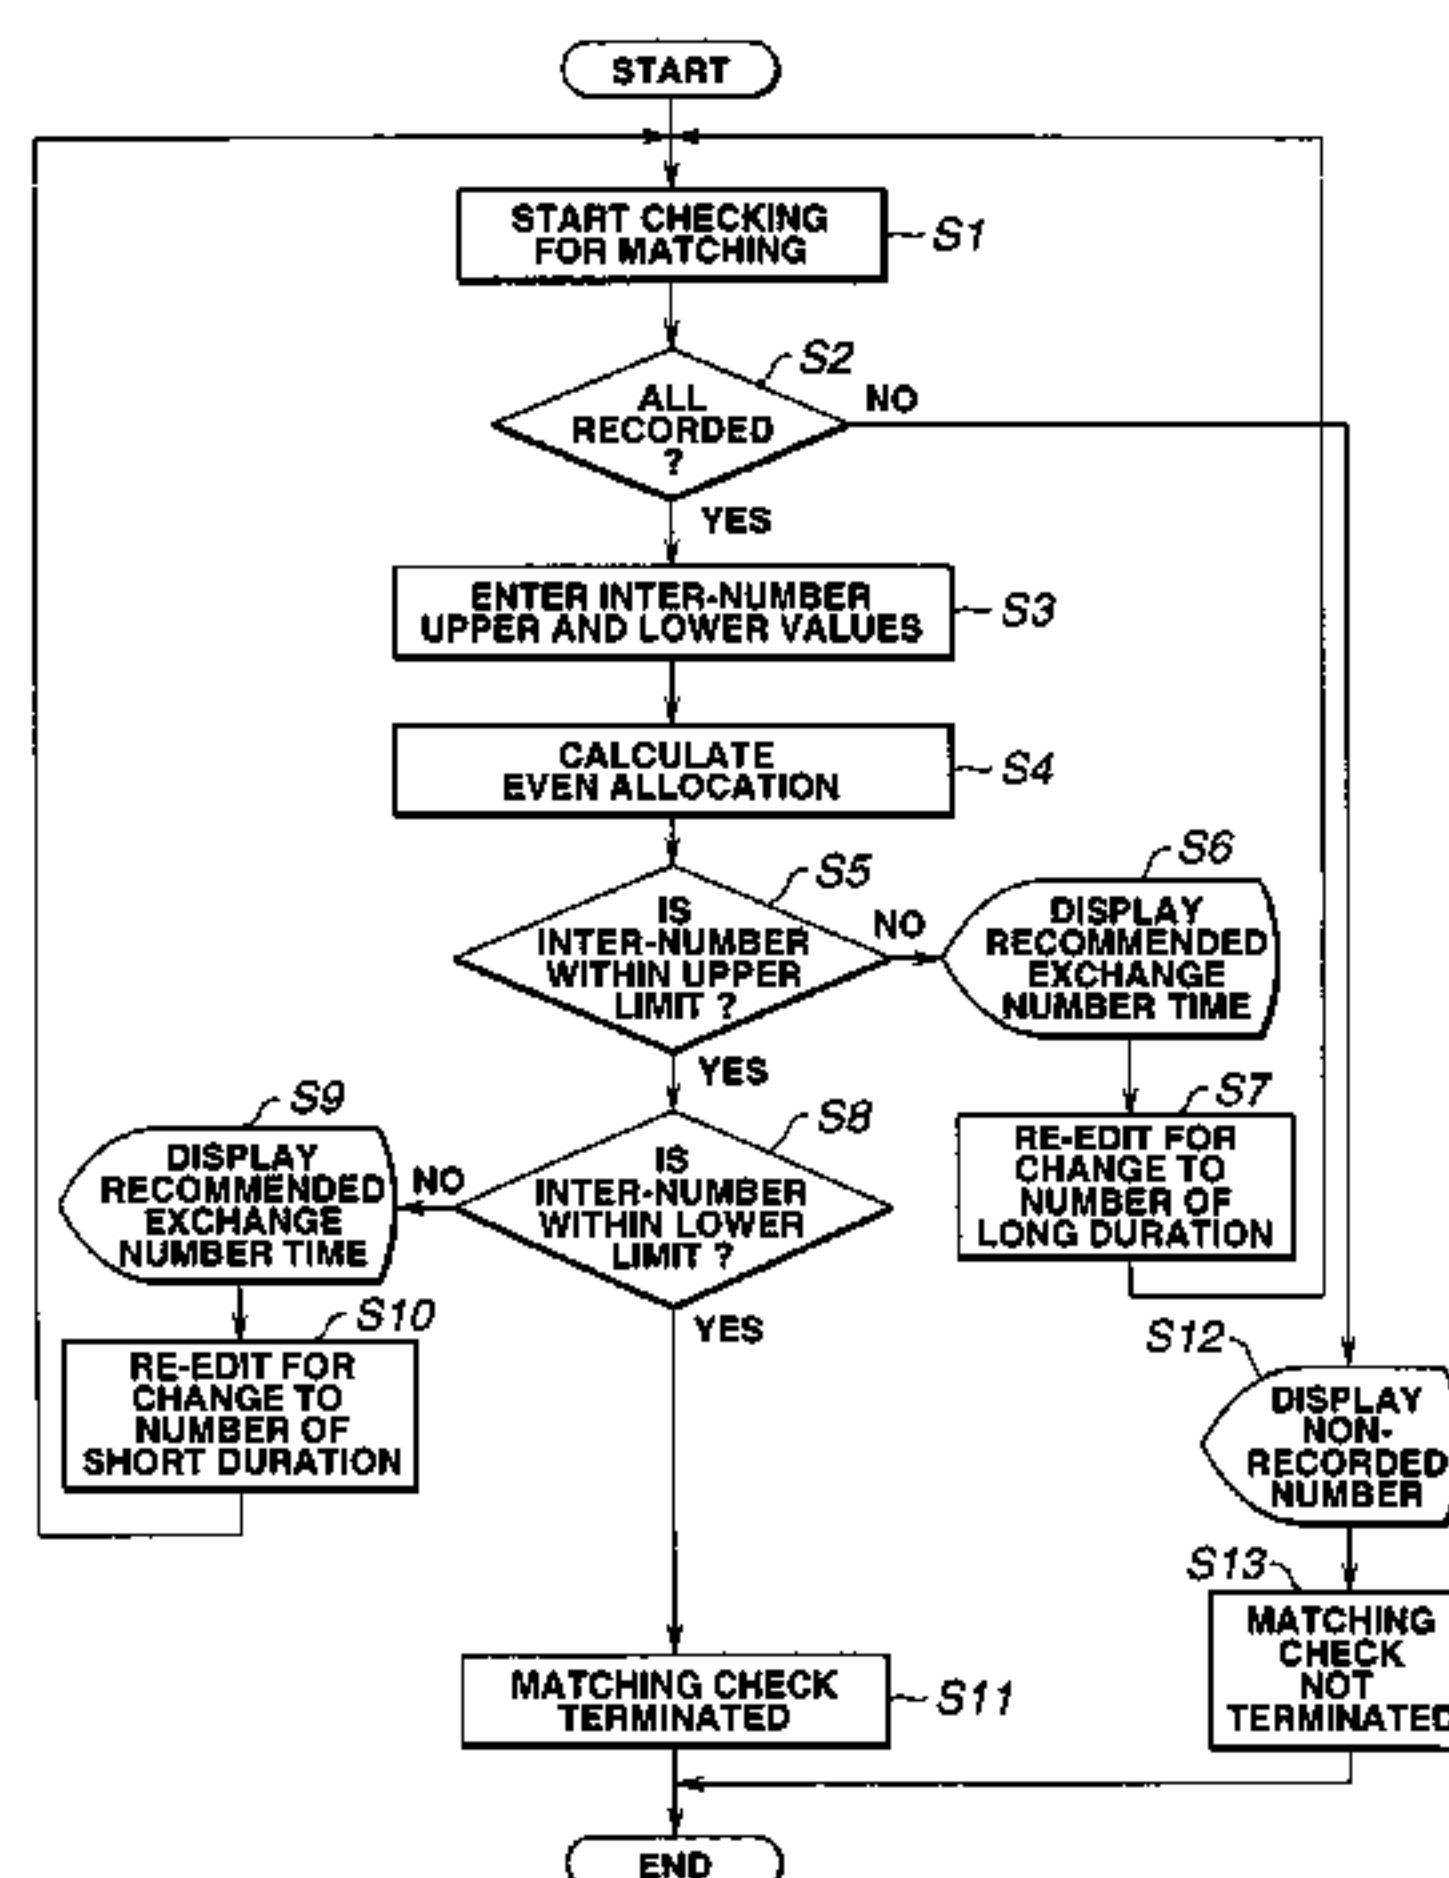 START
START CHECKING
FOR MATCHING
S1
S2
ALL
RECORDED
?
NO
YES
ENTER INTER-NUMBER
UPPER AND LOWER VALUES
S3
CALCULATE
EVEN ALLOCATION
S4
S5
IS
INTER-NUMBER
WITHIN UPPER
LIMIT ?
NO
YES
S6
DISPLAY
RECOMMENDED
EXCHANGE
NUMBER TIME
S7
RE-EDIT FOR
CHANGE TO
NUMBER OF
LONG DURATION
S8
IS
INTER-NUMBER
WITHIN LOWER
LIMIT ?
NO
YES
S9
DISPLAY
RECOMMENDED
EXCHANGE
NUMBER TIME
S10
RE-EDIT FOR
CHANGE TO
NUMBER OF
SHORT DURATION
S12
DISPLAY
NON-
RECORDED
NUMBER
S13
MATCHING
CHECK
NOT
TERMINATED
MATCHING CHECK
TERMINATED
S11
END